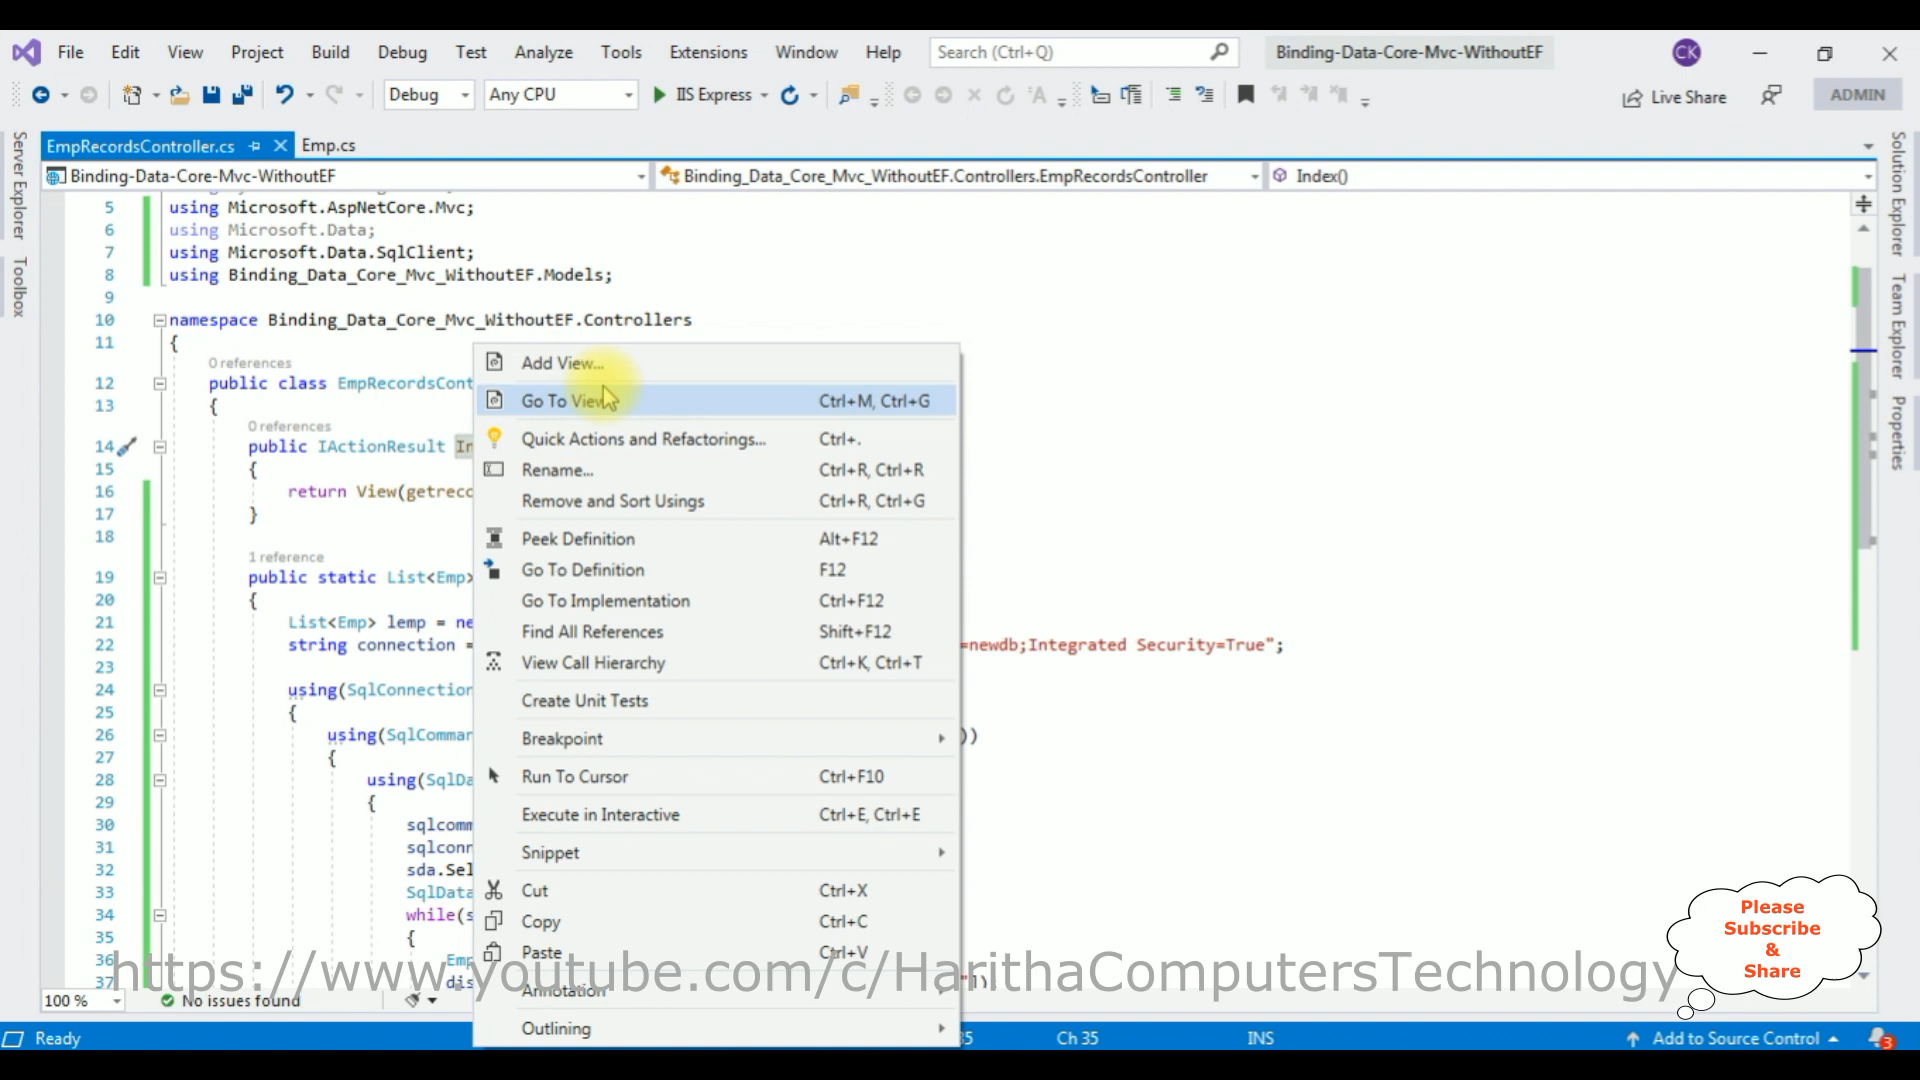 File Edit View Project Build Debug Test Analyze Tools Extensions Window Help Search (Ctrl+Q) Binding-Data-Core-Mvc-WithoutEF CK
Debug Any CPU IIS Express Live Share ADMIN
EmpRecordsController.cs Emp.cs
Binding-Data-Core-Mvc-WithoutEF Binding_Data_Core_Mvc_WithoutEF.Controllers.EmpRecordsController Index()
Server Explorer
Toolbox
Solution Explorer
Team Explorer
Properties
5 using Microsoft.AspNetCore.Mvc;
6 using Microsoft.Data;
7 using Microsoft.Data.SqlClient;
8 using Binding_Data_Core_Mvc_WithoutEF.Models;
9
10 namespace Binding_Data_Core_Mvc_WithoutEF.Controllers
11 {
0 references
12 public class EmpRecordsCont
13 {
0 references
14 public IActionResult In
15 {
16 return View(getreco
17 }
18
1 reference
19 public static List<Emp>
20 {
21 List<Emp> lemp = ne
22 string connection = =newdb;Integrated Security=True";
23
24 using(SqlConnection
25 {
26 using(SqlComman ))
27 {
28 using(SqlDa
29 {
30 sqlcomm
31 sqlconn
32 sda.Sel
33 SqlData
34 while(s
35 {
36 Emp
37 dis "])
Add View...
Go To View Ctrl+M, Ctrl+G
Quick Actions and Refactorings... Ctrl+.
Rename... Ctrl+R, Ctrl+R
Remove and Sort Usings Ctrl+R, Ctrl+G
Peek Definition Alt+F12
Go To Definition F12
Go To Implementation Ctrl+F12
Find All References Shift+F12
View Call Hierarchy Ctrl+K, Ctrl+T
Create Unit Tests
Breakpoint
Run To Cursor Ctrl+F10
Execute in Interactive Ctrl+E, Ctrl+E
Snippet
Cut Ctrl+X
Copy Ctrl+C
Paste Ctrl+V
Annotation
Outlining
https://www.youtube.com/c/HarithaComputersTechnology
Please
Subscribe
&
Share
100 % No issues found
Ready 35 Ch 35 INS Add to Source Control 3